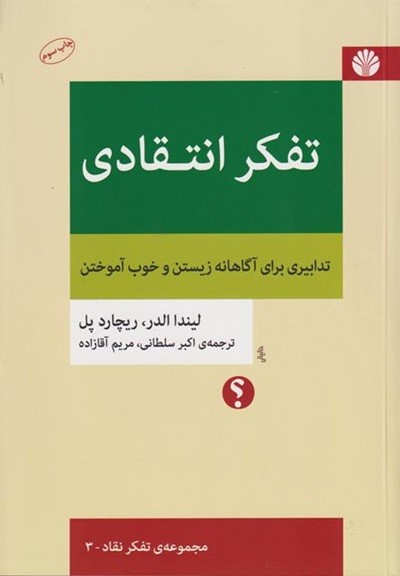 چاپ سوم
تفکر انتقادی
تدابیری برای آگاهانه زیستن و خوب آموختن
لیندا الدر، ریچارد پل
ترجمه‌ی اکبر سلطانی، مریم آقازاده
؟
مجموعه‌ی تفکر نقاد - ۳